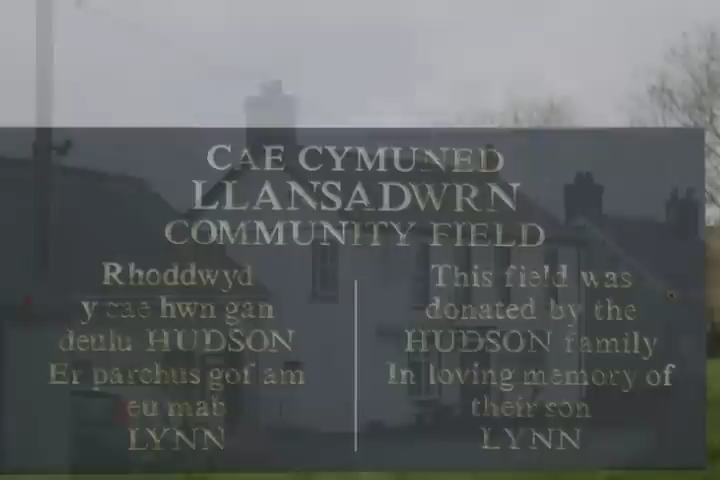 CAE CYMUNED
LLANSADWRN
COMMUNITY FIELD
Rhoddwyd
y cae hwn gan
deulu HUDSON
Er parchus gof am
eu mab
LYNN
This field was
donated by the
HUDSON family
In loving memory of
their son
LYNN